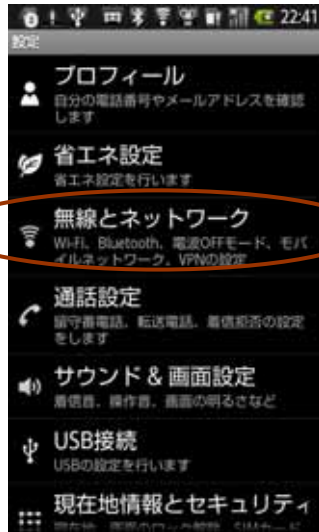 22:41
設定
プロフィール
自分の電話番号やメールアドレスを確認
します
省エネ設定
省エネ設定を行います
無線とネットワーク
Wi-Fi、Bluetooth、電波OFFモード、モバ
イルネットワーク、VPNの設定
通話設定
留守番電話、転送電話、着信拒否の設定
をします
サウンド & 画面設定
着信音、操作音、画面の明るさなど
USB接続
USBの設定を行います
現在地情報とセキュリティ